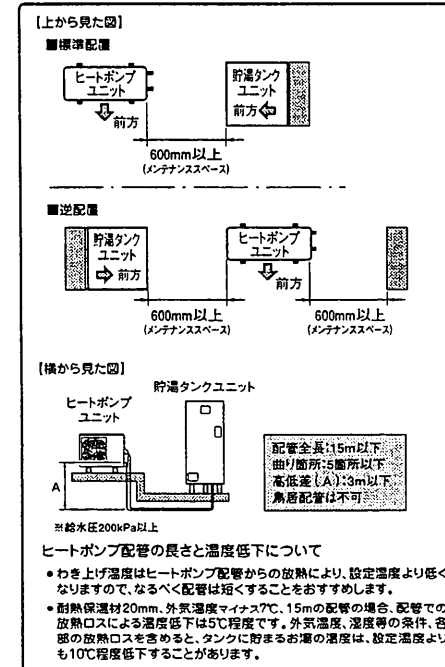 【上から見た図】
■標準配置
ヒートポンプ
ユニット
前方
貯湯タンク
ユニット
前方
600mm以上
(メンテナンススペース)
■逆配置
貯湯タンク
ユニット
前方
ヒートポンプ
ユニット
前方
600mm以上
(メンテナンススペース)
600mm以上
(メンテナンススペース)
【横から見た図】
貯湯タンクユニット
ヒートポンプ
ユニット
A
配管全長:15m以下
曲り箇所:5箇所以下
高低差(A):3m以下
鳥居配管は不可
※給水圧200kPa以上
ヒートポンプ配管の長さと温度低下について
●わき上げ温度はヒートポンプ配管からの放熱により、設定温度より低く
なりますので、なるべく配管は短くすることをおすすめします。
●耐熱保温材20mm、外気温度マイナス7℃、15mの配管の場合、配管での
放熱ロスによる温度低下は5℃程度です。外気温度、湿度等の条件、各
部の放熱ロスを含めると、タンクに貯まるお湯の温度は、設定温度より
も10℃程度低下することがあります。